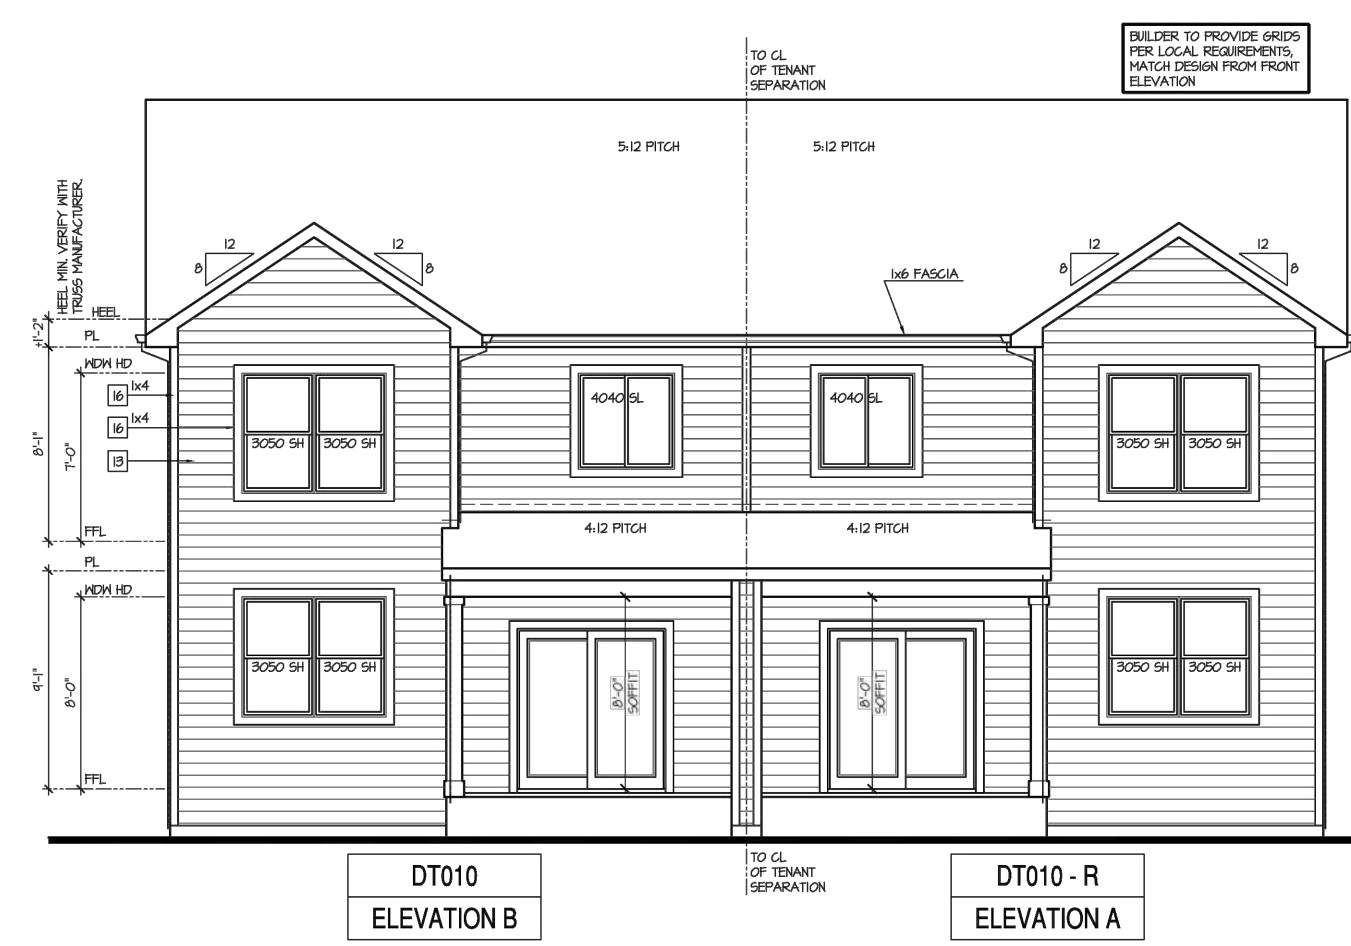 BUILDER TO PROVIDE GRIDS
PER LOCAL REQUIREMENTS,
MATCH DESIGN FROM FRONT
ELEVATION
TO CL
OF TENANT
SEPARATION
5:12 PITCH
5:12 PITCH
HEEL MIN. VERIFY WITH
TRUSS MANUFACTURER.
12
8
12
8
12
8
12
8
1x6 FASCIA
HEEL
±1'-2"
PL
WDW HD
16
1x4
16
1x4
13
8'-1"
7'-0"
3050 SH
3050 SH
4040 SL
4040 SL
3050 SH
3050 SH
FFL
4:12 PITCH
4:12 PITCH
PL
WDW HD
9'-1"
8'-0"
3050 SH
3050 SH
8'-0"
SOFFIT
8'-0"
SOFFIT
3050 SH
3050 SH
FFL
TO CL
OF TENANT
SEPARATION
DT010
ELEVATION B
DT010 - R
ELEVATION A